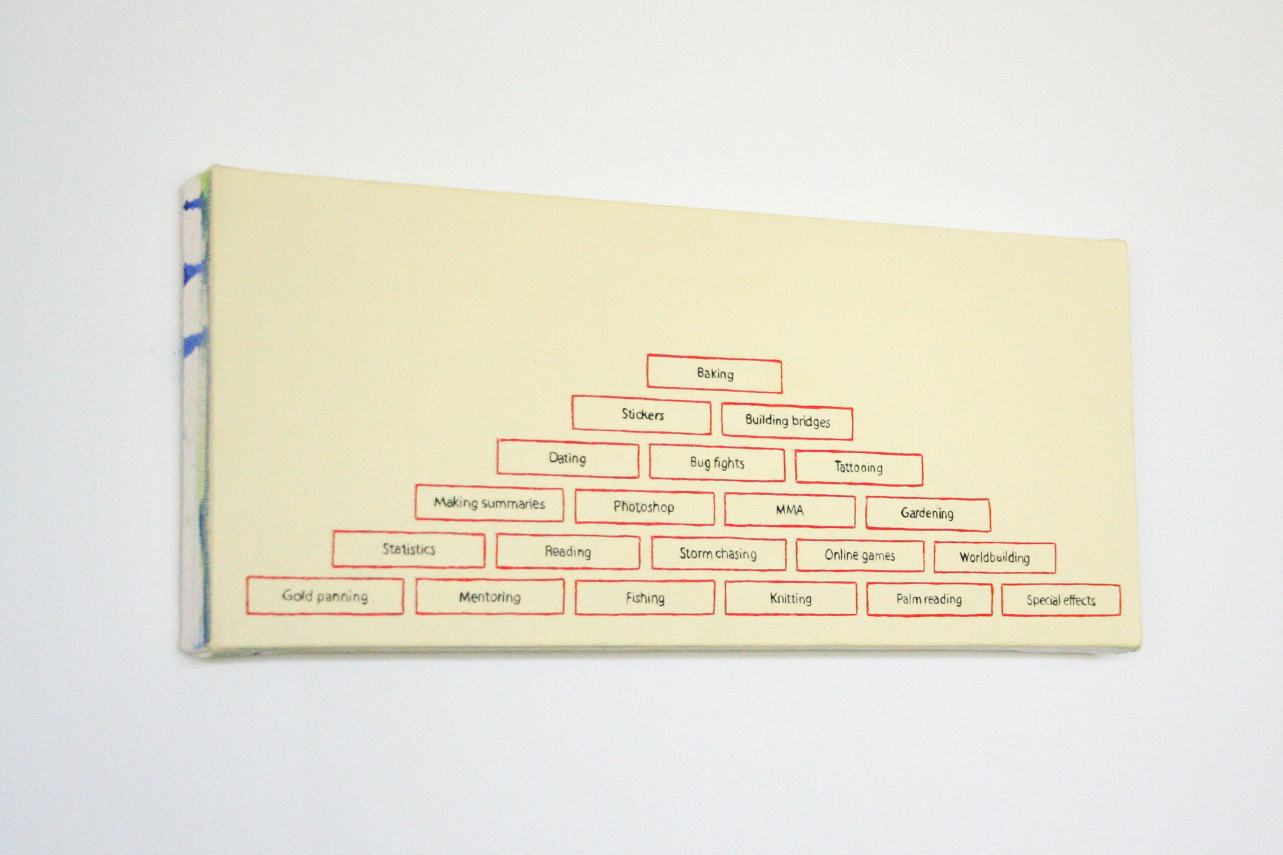 Baking
Stickers Building bridges
Dating Bug fights Tattooing
Making summaries Photoshop MMA Gardening
Statistics Reading Storm chasing Online games Worldbuilding
Gold panning Mentoring Fishing Knitting Palm reading Special effects